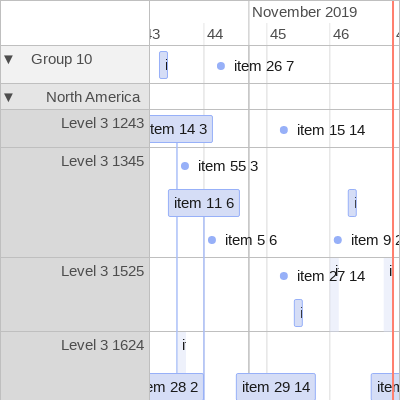 November 2019
43 44 45 46
▼ Group 10
i
item 26 7
▼ North America
Level 3 1243
item 14 3
item 15 14
Level 3 1345
item 55 3
item 11 6
i
item 5 6
item 9 2
Level 3 1525
item 27 14
i
i
i
Level 3 1624
i
item 28 2
item 29 14
item